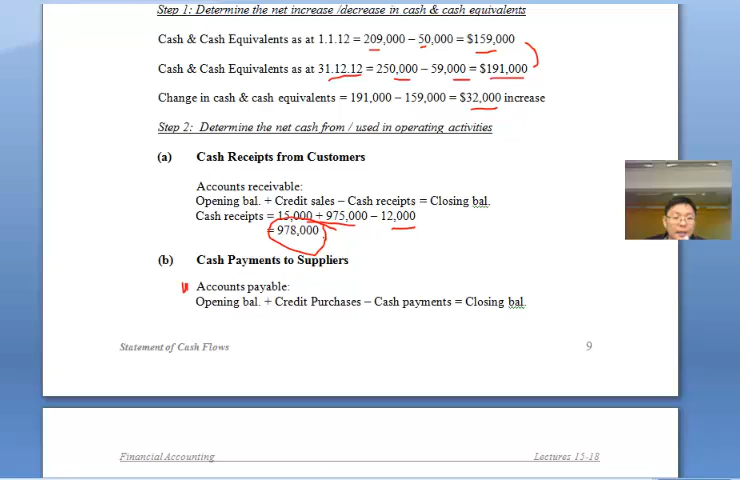 Step 1: Determine the net increase /decrease in cash & cash equivalents
Cash & Cash Equivalents as at 1.1.12 = 209,000 – 50,000 = $159,000
Cash & Cash Equivalents as at 31.12.12 = 250,000 – 59,000 = $191,000
Change in cash & cash equivalents = 191,000 – 159,000 = $32,000 increase
Step 2: Determine the net cash from / used in operating activities
(a) Cash Receipts from Customers
Accounts receivable:
Opening bal. + Credit sales – Cash receipts = Closing bal.
Cash receipts = 15,000 + 975,000 – 12,000
= 978,000
(b) Cash Payments to Suppliers
Accounts payable:
Opening bal. + Credit Purchases – Cash payments = Closing bal.
Statement of Cash Flows 9
Financial Accounting Lectures 15-18